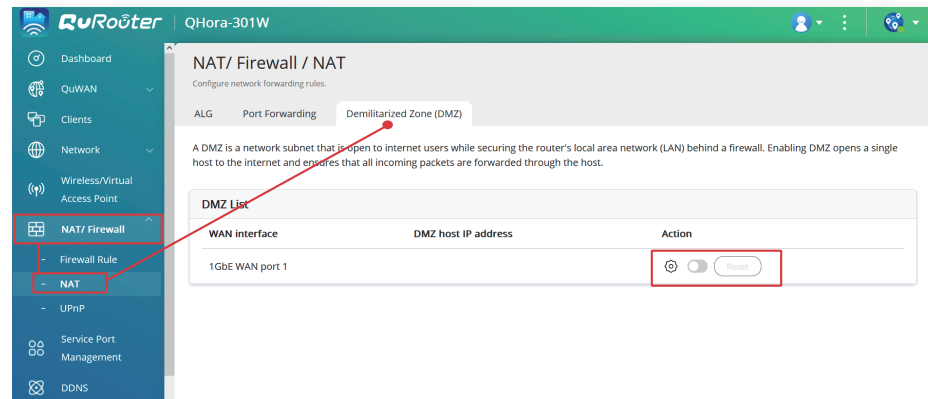 QuRoûter | QHora-301W
Dashboard
QuWAN
Clients
Network
Wireless/Virtual
Access Point
NAT/ Firewall
- Firewall Rule
- NAT
- UPnP
Service Port
Management
DDNS
NAT/ Firewall / NAT
Configure network forwarding rules.
ALG Port Forwarding Demilitarized Zone (DMZ)
A DMZ is a network subnet that is open to internet users while securing the router's local area network (LAN) behind a firewall. Enabling DMZ opens a single
host to the internet and ensures that all incoming packets are forwarded through the host.
DMZ List
WAN interface DMZ host IP address Action
1GbE WAN port 1 Reset